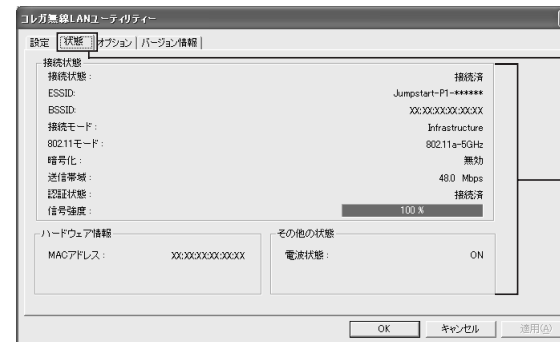 コレガ無線LANユーティリティー
設定 状態 オプション バージョン情報
接続状態
接続状態： 接続済
ESSID: Jumpstart-P1-******
BSSID: XX:XX:XX:XX:XX:XX
接続モード： Infrastructure
802.11モード： 802.11a-5GHz
暗号化： 無効
送信帯域： 48.0 Mbps
認証状態： 接続済
信号強度： 100 %
ハードウェア情報
MACアドレス： XX:XX:XX:XX:XX:XX
その他の状態
電波状態： ON
OK キャンセル 適用(A)